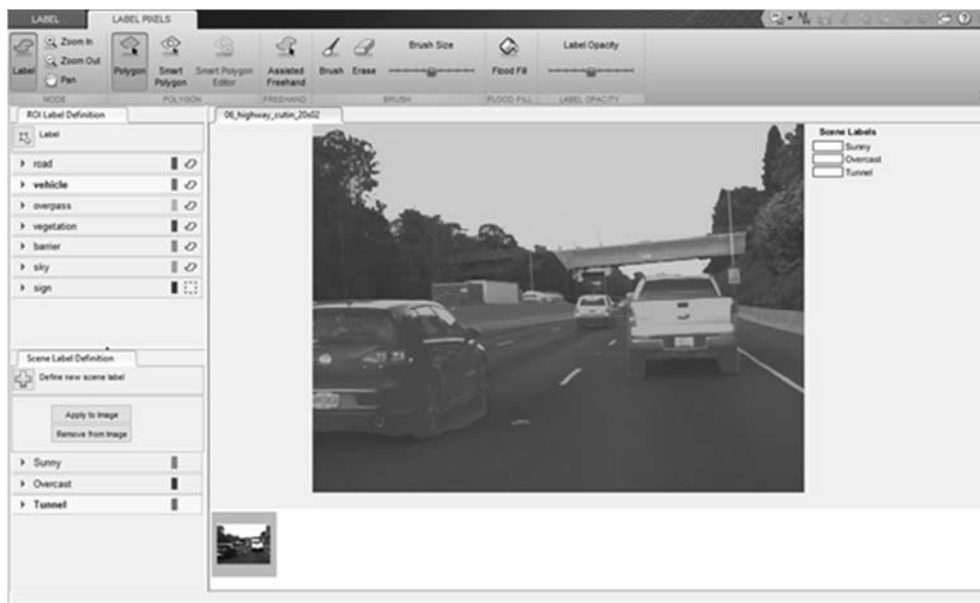 LABEL
LABEL PIXELS
Label
Zoom In
Zoom Out
Pan
Polygon
Smart Polygon
Smart Polygon Editor
Assisted Freehand
Brush
Erase
Brush Size
Flood Fill
Label Opacity
MODE
POLYGON
FREEHAND
BRUSH
FLOOD FILL
LABEL OPACITY
ROI Label Definition
Label
road
vehicle
overpass
vegetation
barrier
sky
sign
Scene Label Definition
Define new scene label
Apply to Image
Remove from Image
Sunny
Overcast
Tunnel
06_highway_cutin_20s02
Scene Labels
Sunny
Overcast
Tunnel